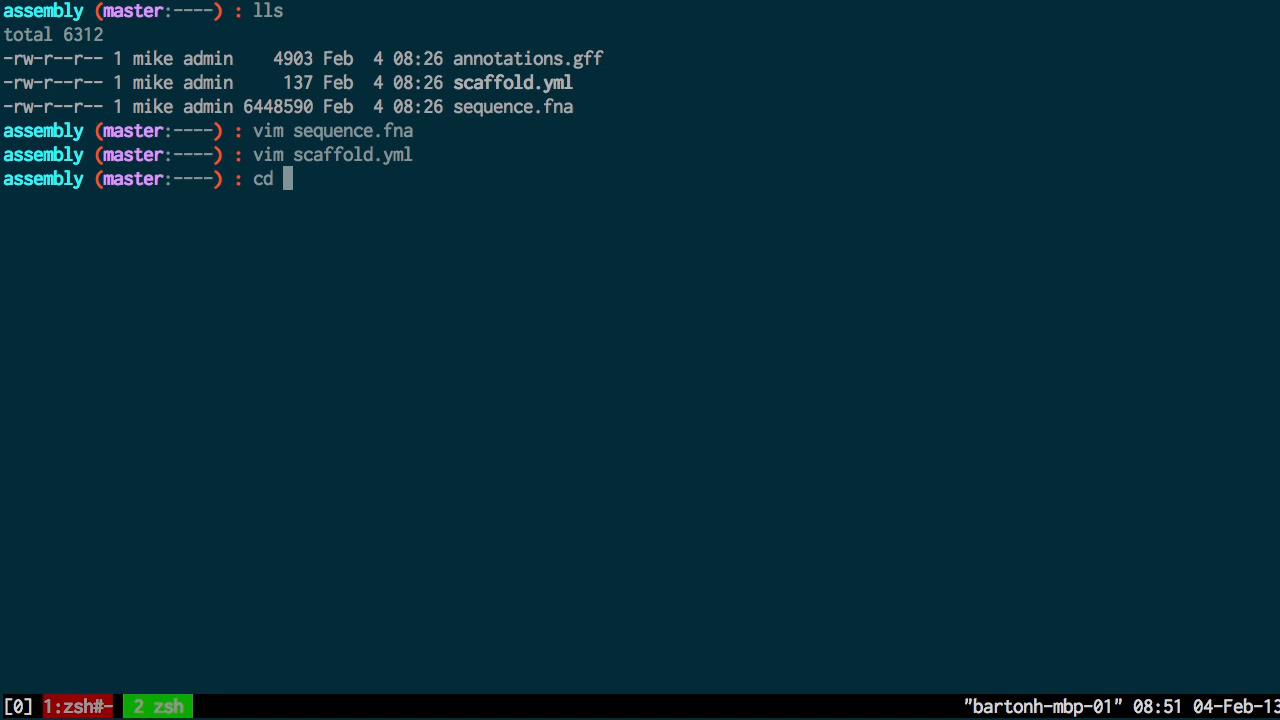 assembly (master:----) : lls
total 6312
-rw-r--r-- 1 mike admin    4903 Feb  4 08:26 annotations.gff
-rw-r--r-- 1 mike admin     137 Feb  4 08:26 scaffold.yml
-rw-r--r-- 1 mike admin 6448590 Feb  4 08:26 sequence.fna
assembly (master:----) : vim sequence.fna
assembly (master:----) : vim scaffold.yml
assembly (master:----) : cd
[0] 1:zsh#- 2 zsh "bartonh-mbp-01" 08:51 04-Feb-13